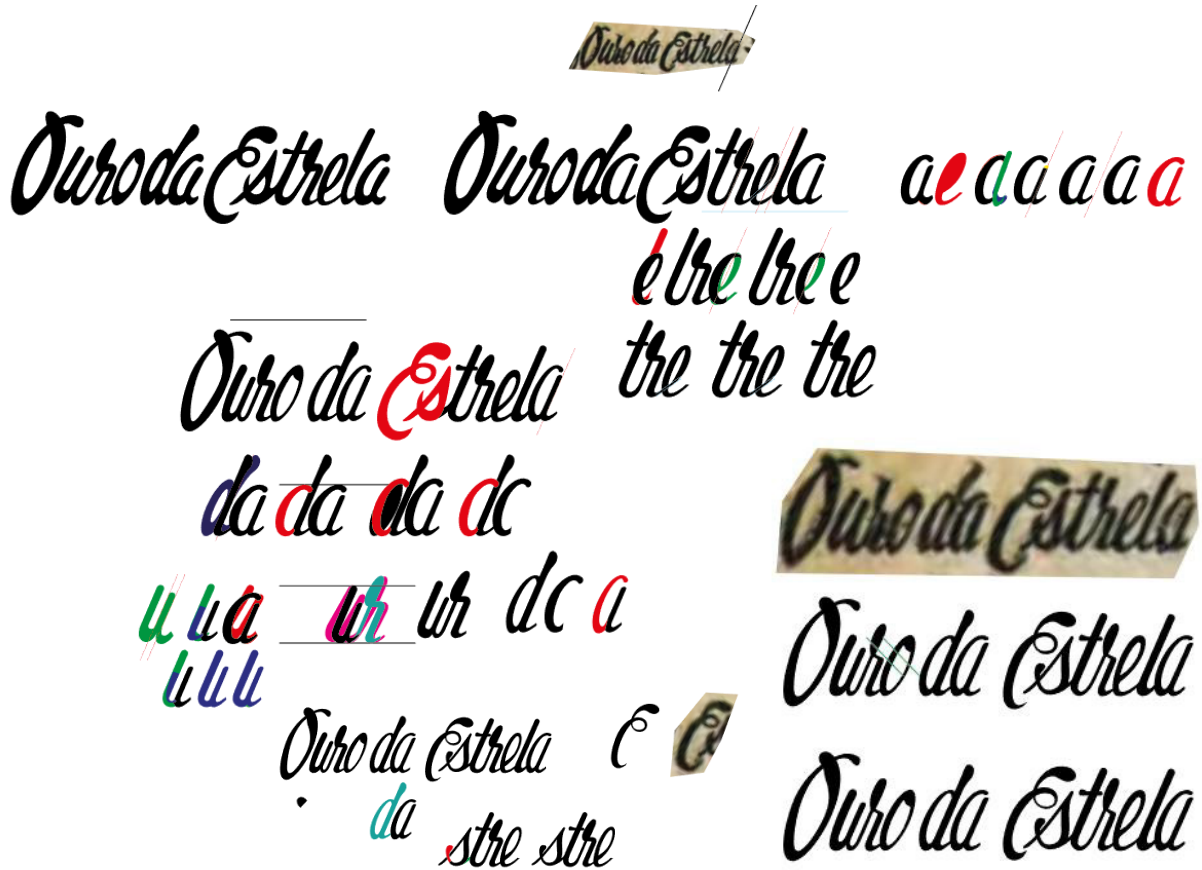 Ouro da Estrela
Ouro da Estrela Ouro da Estrela a e a a a a a
e tre tre e
tre tre tre
Ouro da Estrela
da da da dc
Ouro da Estrela
u u a ur ur d c a
Ouro da Estrela
u u u
Ouro da Estrela E E
Ouro da Estrela
da
stre stre